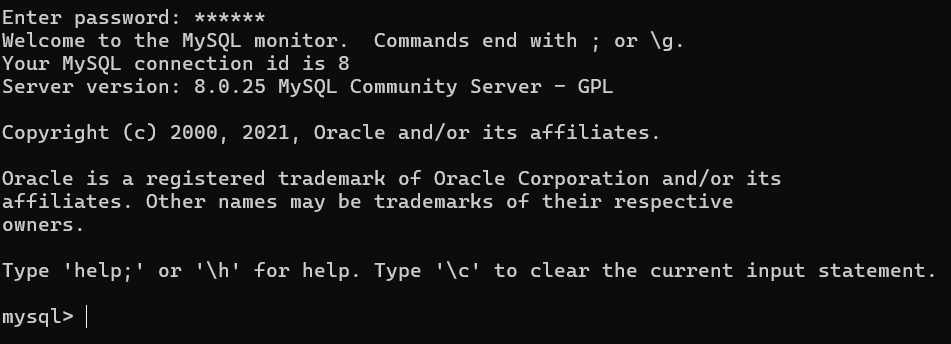 Enter password: ******
Welcome to the MySQL monitor.  Commands end with ; or \g.
Your MySQL connection id is 8
Server version: 8.0.25 MySQL Community Server - GPL
Copyright (c) 2000, 2021, Oracle and/or its affiliates.
Oracle is a registered trademark of Oracle Corporation and/or its
affiliates. Other names may be trademarks of their respective
owners.
Type 'help;' or '\h' for help. Type '\c' to clear the current input statement.
mysql>